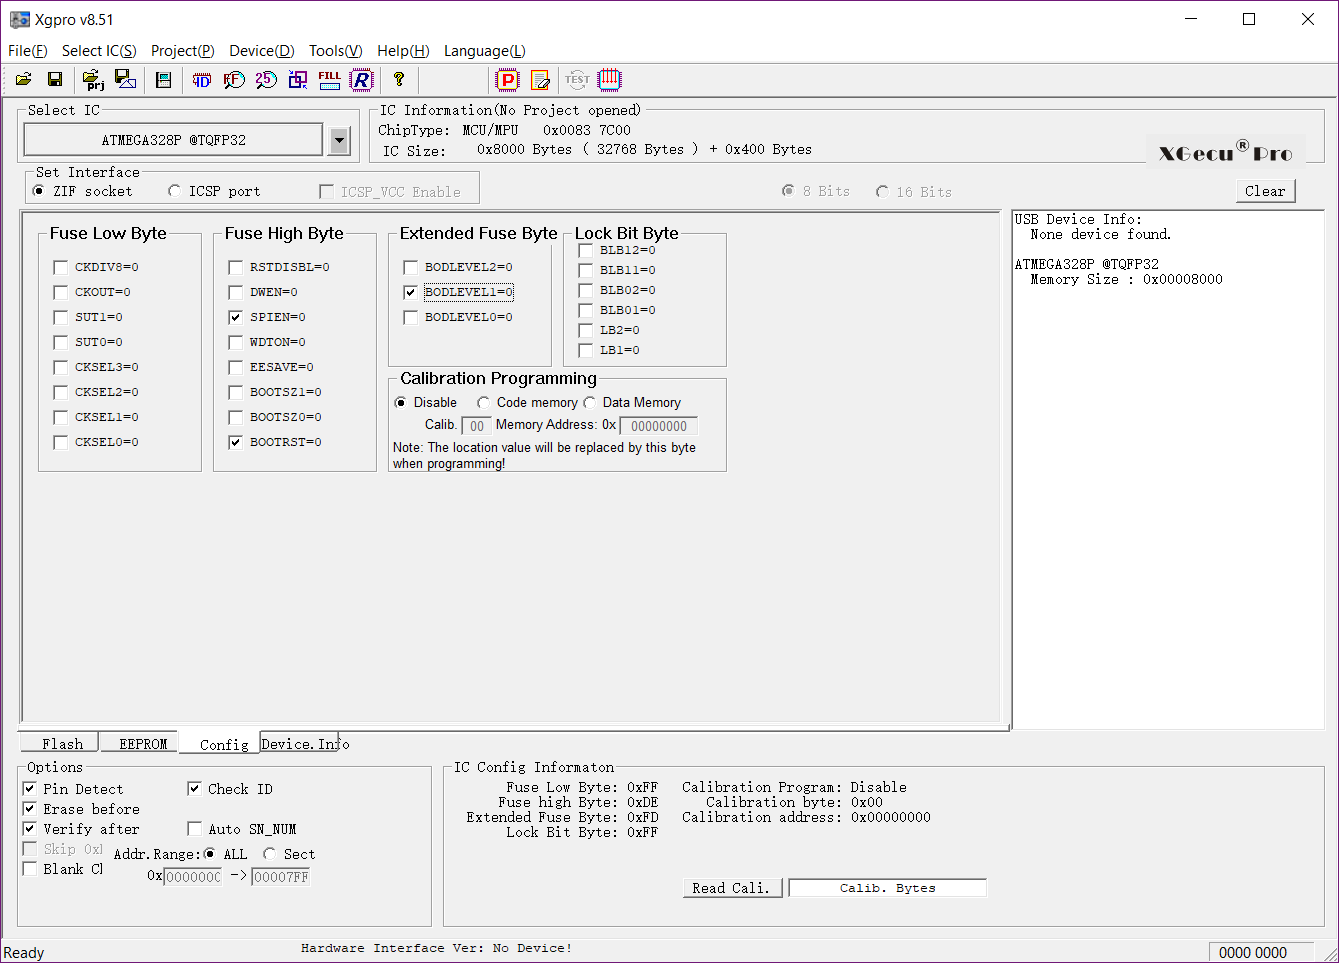 Xgpro v8.51
File(F) Select IC(S) Project(P) Device(D) Tools(V) Help(H) Language(L)
prj ID FF 25 FILL R ? P TEST
Select IC
ATMEGA328P @TQFP32
IC Information(No Project opened)
ChipType: MCU/MPU 0x0083 7C00
IC Size: 0x8000 Bytes ( 32768 Bytes ) + 0x400 Bytes
XGecu® Pro
Set Interface
ZIF socket ICSP port ICSP_VCC Enable 8 Bits 16 Bits Clear
Fuse Low Byte
CKDIV8=0
CKOUT=0
SUT1=0
SUT0=0
CKSEL3=0
CKSEL2=0
CKSEL1=0
CKSEL0=0
Fuse High Byte
RSTDISBL=0
DWEN=0
SPIEN=0
WDTON=0
EESAVE=0
BOOTSZ1=0
BOOTSZ0=0
BOOTRST=0
Extended Fuse Byte
BODLEVEL2=0
BODLEVEL1=0
BODLEVEL0=0
Lock Bit Byte
BLB12=0
BLB11=0
BLB02=0
BLB01=0
LB2=0
LB1=0
Calibration Programming
Disable Code memory Data Memory
Calib. 00 Memory Address: 0x 00000000
Note: The location value will be replaced by this byte
when programming!
USB Device Info:
None device found.
ATMEGA328P @TQFP32
Memory Size : 0x00008000
Flash EEPROM Config Device.Info
Options
Pin Detect Check ID
Erase before
Verify after Auto SN_NUM
Skip 0xI Addr.Range: ALL Sect
Blank Cl 0x 0000000C -> 00007FF
IC Config Informaton
Fuse Low Byte: 0xFF Calibration Program: Disable
Fuse high Byte: 0xDE Calibration byte: 0x00
Extended Fuse Byte: 0xFD Calibration address: 0x00000000
Lock Bit Byte: 0xFF
Read Cali. Calib. Bytes
Ready Hardware Interface Ver: No Device! 0000 0000